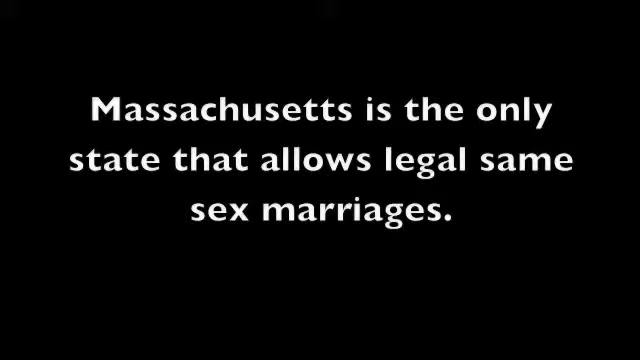 Massachusetts is the only
state that allows legal same
sex marriages.